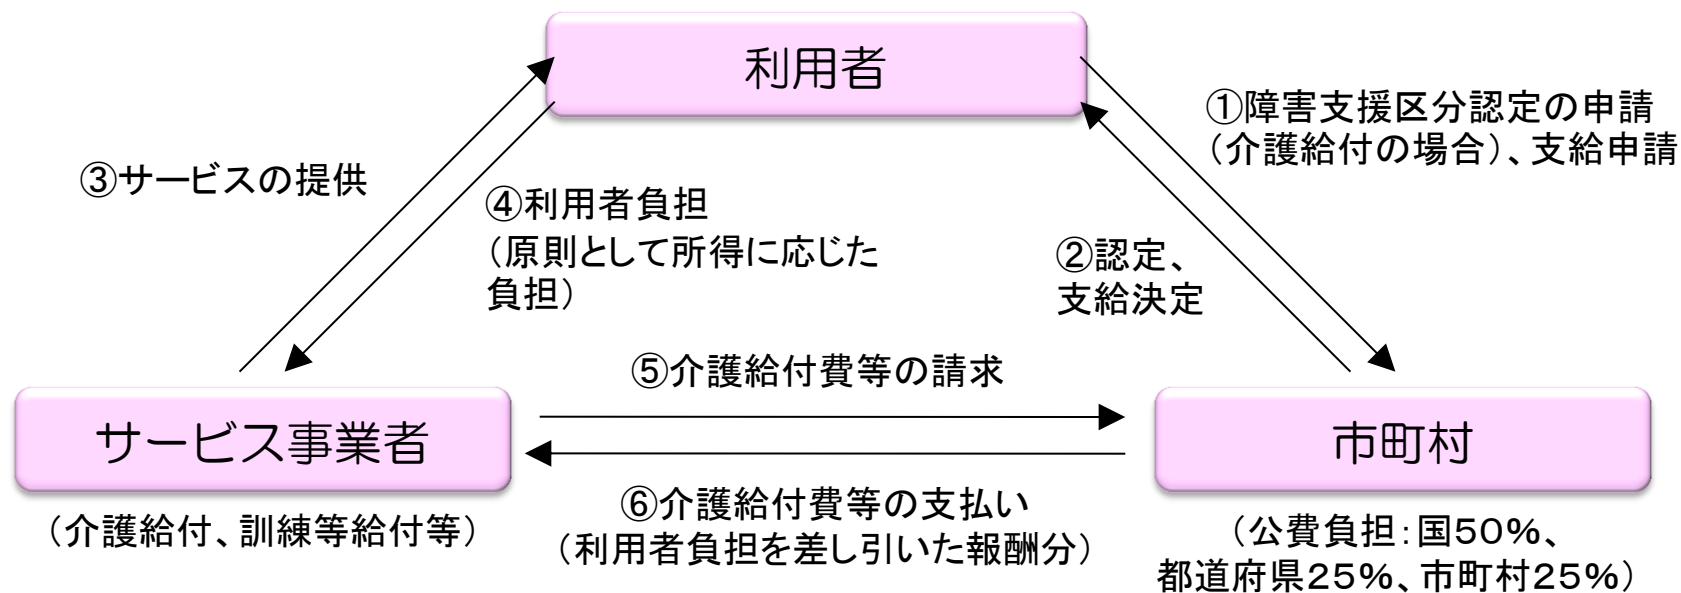 利用者
①障害支援区分認定の申請
（介護給付の場合）、支給申請
③サービスの提供
④利用者負担
（原則として所得に応じた
負担）
②認定、
支給決定
⑤介護給付費等の請求
サービス事業者
市町村
⑥介護給付費等の支払い
（利用者負担を差し引いた報酬分）
（介護給付、訓練等給付等）
（公費負担：国50％、
都道府県25％、市町村25％）